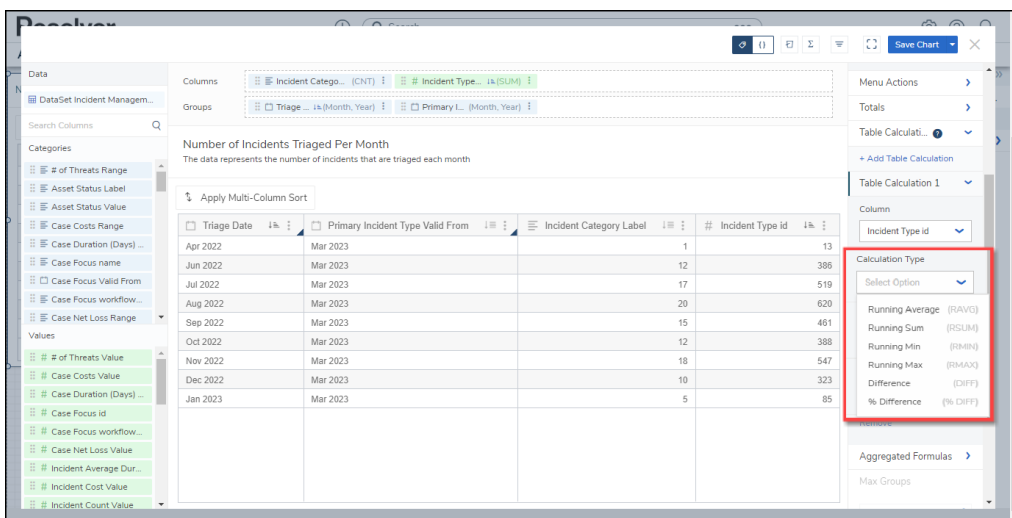 Resolver
Search
Save Chart
Data
DataSet Incident Managem...
Search Columns
Categories
# of Threats Range
Asset Status Label
Asset Status Value
Case Costs Range
Case Duration (Days) ...
Case Focus name
Case Focus Valid From
Case Focus workflow...
Case Net Loss Range
Values
# # of Threats Value
# Case Costs Value
# Case Duration (Days) ...
# Case Focus id
# Case Focus workflow...
# Case Net Loss Value
# Incident Average Dur...
# Incident Cost Value
# Incident Count Value
Columns
Incident Catego... (CNT)
# Incident Type... (SUM)
Groups
Triage ... (Month, Year)
Primary I... (Month, Year)
Number of Incidents Triaged Per Month
The data represents the number of incidents that are triaged each month
Apply Multi-Column Sort
Triage Date Primary Incident Type Valid From Incident Category Label # Incident Type id
Apr 2022 Mar 2023 1 13
Jun 2022 Mar 2023 12 386
Jul 2022 Mar 2023 17 519
Aug 2022 Mar 2023 20 620
Sep 2022 Mar 2023 15 461
Oct 2022 Mar 2023 12 388
Nov 2022 Mar 2023 18 547
Dec 2022 Mar 2023 10 323
Jan 2023 Mar 2023 5 85
Menu Actions
Totals
Table Calculati... ?
+ Add Table Calculation
Table Calculation 1
Column
Incident Type id
Calculation Type
Select Option
Running Average (RAVG)
Running Sum (RSUM)
Running Min (RMIN)
Running Max (RMAX)
Difference (DIFF)
% Difference (% DIFF)
Remove
Aggregated Formulas
Max Groups